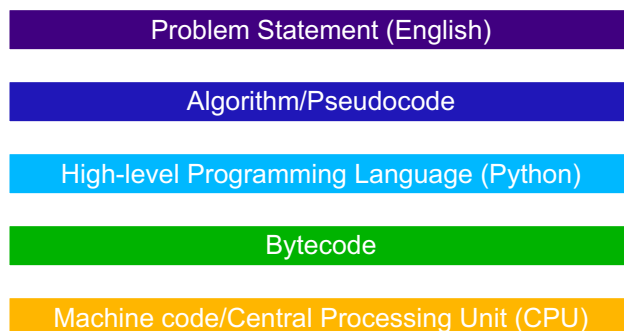 Problem Statement (English)
Algorithm/Pseudocode
High-level Programming Language (Python)
Bytecode
Machine code/Central Processing Unit (CPU)